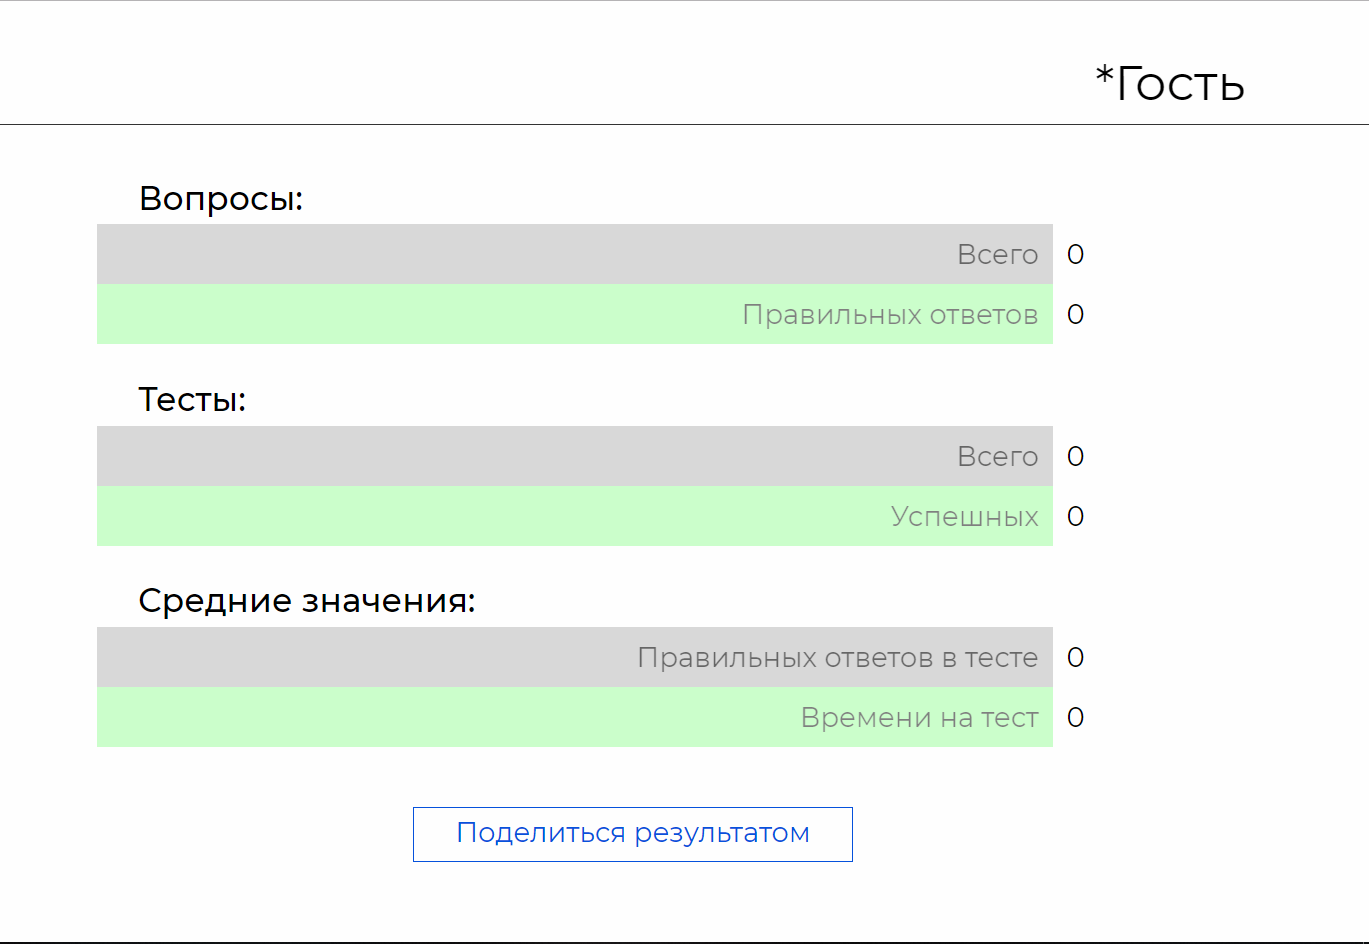 *Гость
Вопросы:
Всего 0
Правильных ответов 0
Тесты:
Всего 0
Успешных 0
Средние значения:
Правильных ответов в тесте 0
Времени на тест 0
Поделиться результатом